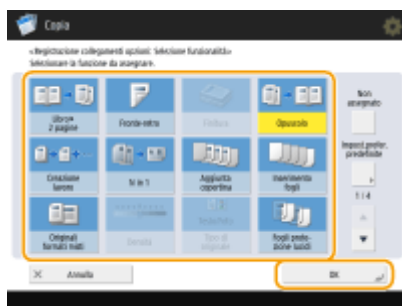 Copia
<Registrazione collegamenti opzioni: Selezione funzionalità>
Selezionare la funzione da assegnare.
Libro»
2 pagine
Fronte-retro
Finitura
Opuscolo
Non
assegnato
Creazione
lavoro
N in 1
Aggiunta
copertina
Inserimento
fogli
Impost.prefer.
predefinite
1/4
Originali
formati misti
Densità
Tipo di
originale
Fogli prote-
zione lucidi
Annulla
OK